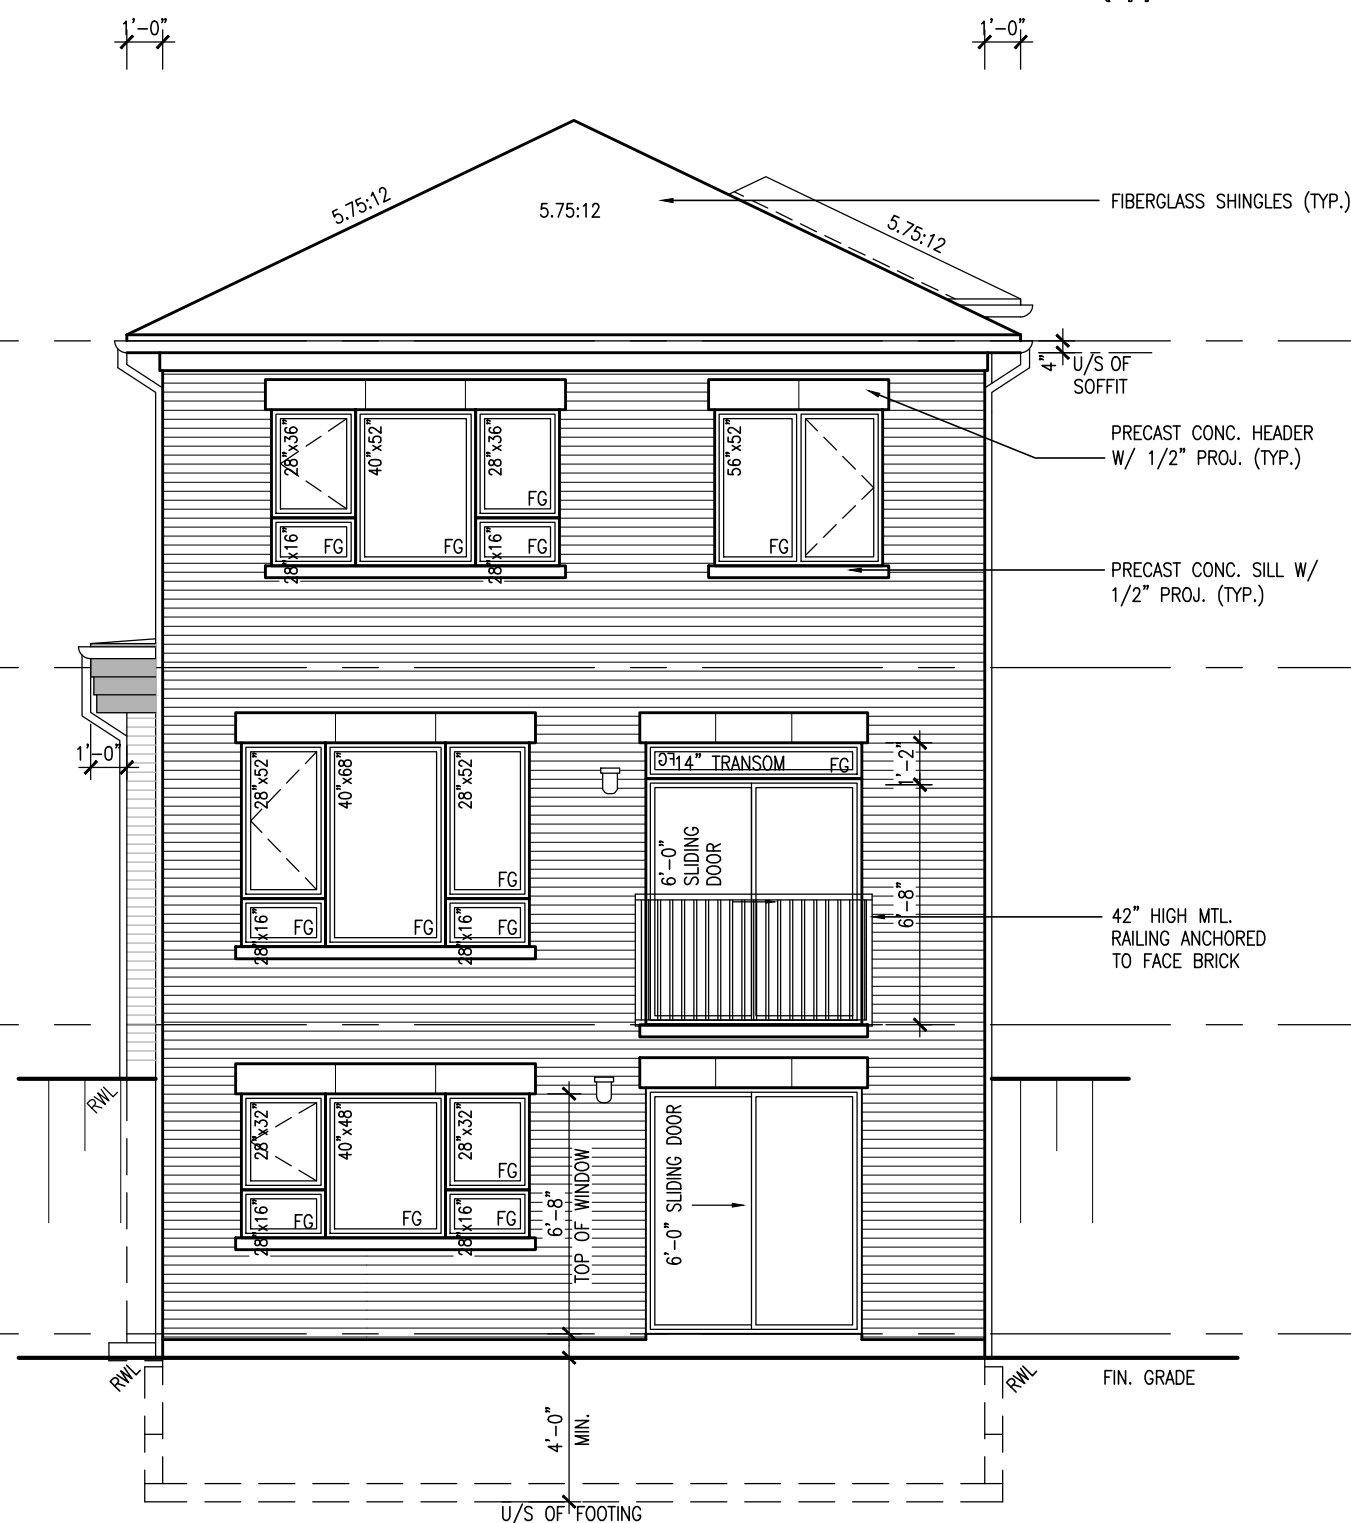 1'-0"
1'-0"
5.75:12
5.75:12
5.75:12
FIBERGLASS SHINGLES (TYP.)
4"
U/S OF
SOFFIT
PRECAST CONC. HEADER
W/ 1/2" PROJ. (TYP.)
28"x36"
40"x52"
28"x36"
FG
28"x16"
FG
FG
28"x16"
FG
56"x52"
FG
PRECAST CONC. SILL W/
1/2" PROJ. (TYP.)
1'-0"
28"x52"
40"x68"
28"x52"
FG
28"x16"
FG
FG
28"x16"
FG
FG
14" TRANSOM
FG
1'-2"
6'-0"
SLIDING
DOOR
6'-8"
42" HIGH MTL.
RAILING ANCHORED
TO FACE BRICK
RWL
28"x32"
40"x48"
28"x32"
FG
28"x16"
FG
FG
28"x16"
FG
6'-8"
TOP OF WINDOW
6'-0" SLIDING DOOR
RWL
RWL
FIN. GRADE
4'-0"
MIN.
U/S OF FOOTING